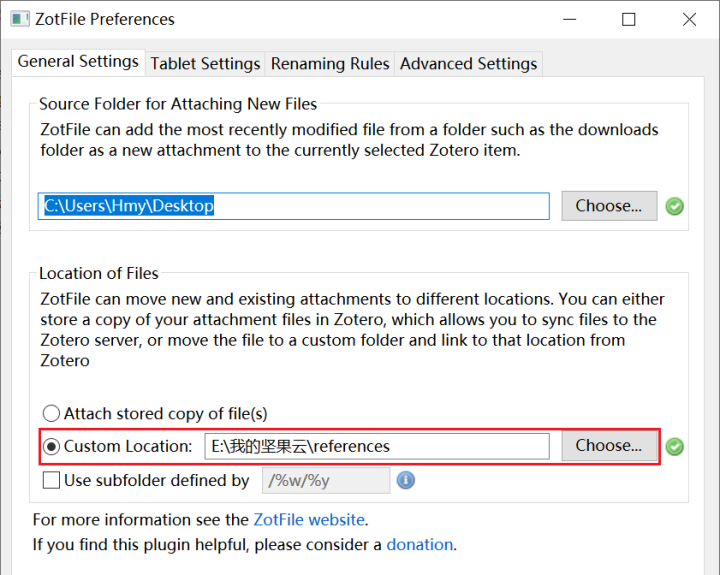 ZotFile Preferences
General Settings Tablet Settings Renaming Rules Advanced Settings
Source Folder for Attaching New Files
ZotFile can add the most recently modified file from a folder such as the downloads
folder as a new attachment to the currently selected Zotero item.
C:\Users\Hmy\Desktop Choose...
Location of Files
ZotFile can move new and existing attachments to different locations. You can either
store a copy of your attachment files in Zotero, which allows you to sync files to the
Zotero server, or move the file to a custom folder and link to that location from
Zotero
Attach stored copy of file(s)
Custom Location: E:\我的坚果云\references Choose...
Use subfolder defined by /%w/%y
For more information see the ZotFile website.
If you find this plugin helpful, please consider a donation.